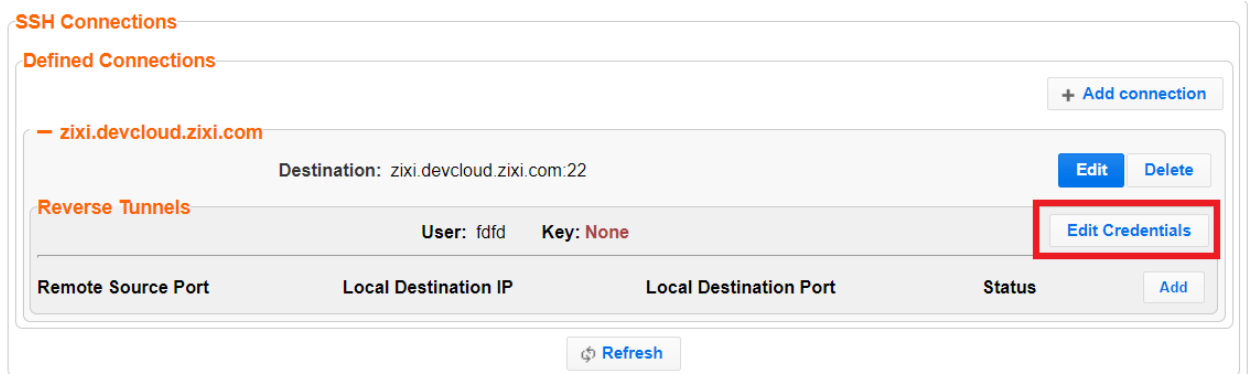 SSH Connections
Defined Connections
+ Add connection
− zixi.devcloud.zixi.com
Destination: zixi.devcloud.zixi.com:22 Edit Delete
Reverse Tunnels
User: fdfd Key: None Edit Credentials
Remote Source Port Local Destination IP Local Destination Port Status Add
Refresh